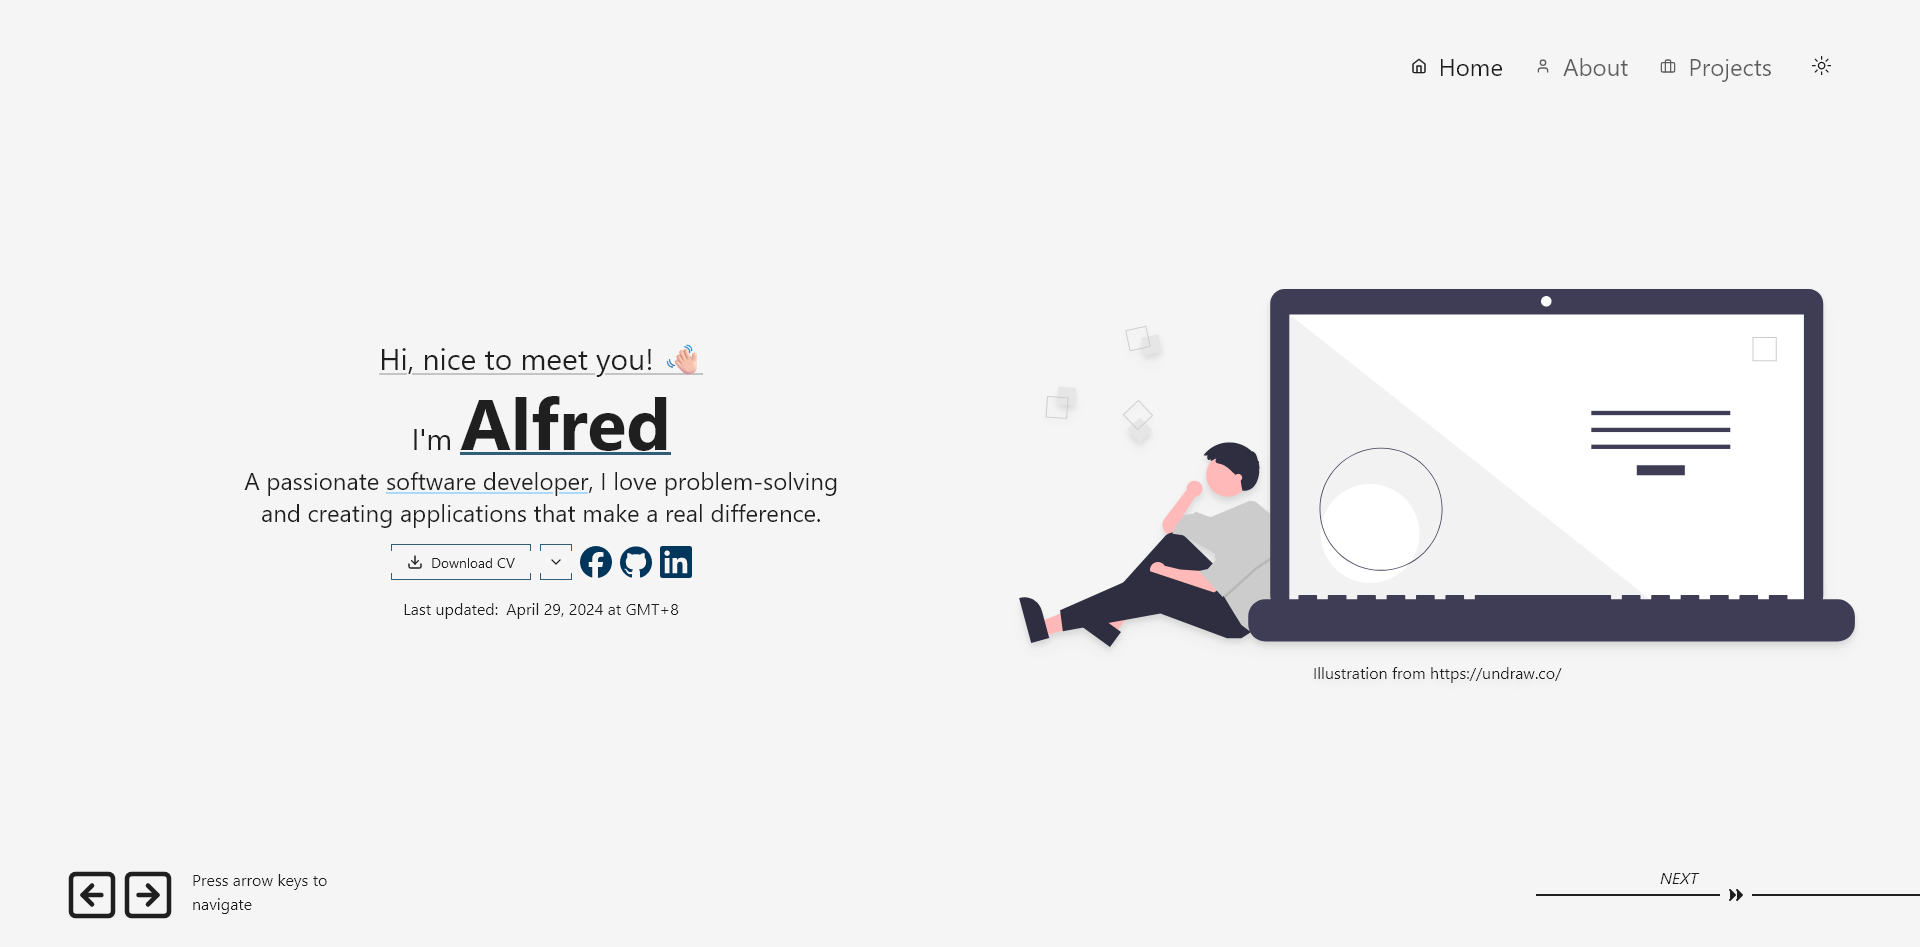 Home
About
Projects
Hi, nice to meet you! 👋
I'm Alfred
A passionate software developer, I love problem-solving
and creating applications that make a real difference.
Download CV
Last updated: April 29, 2024 at GMT+8
Illustration from https://undraw.co/
Press arrow keys to
navigate
NEXT